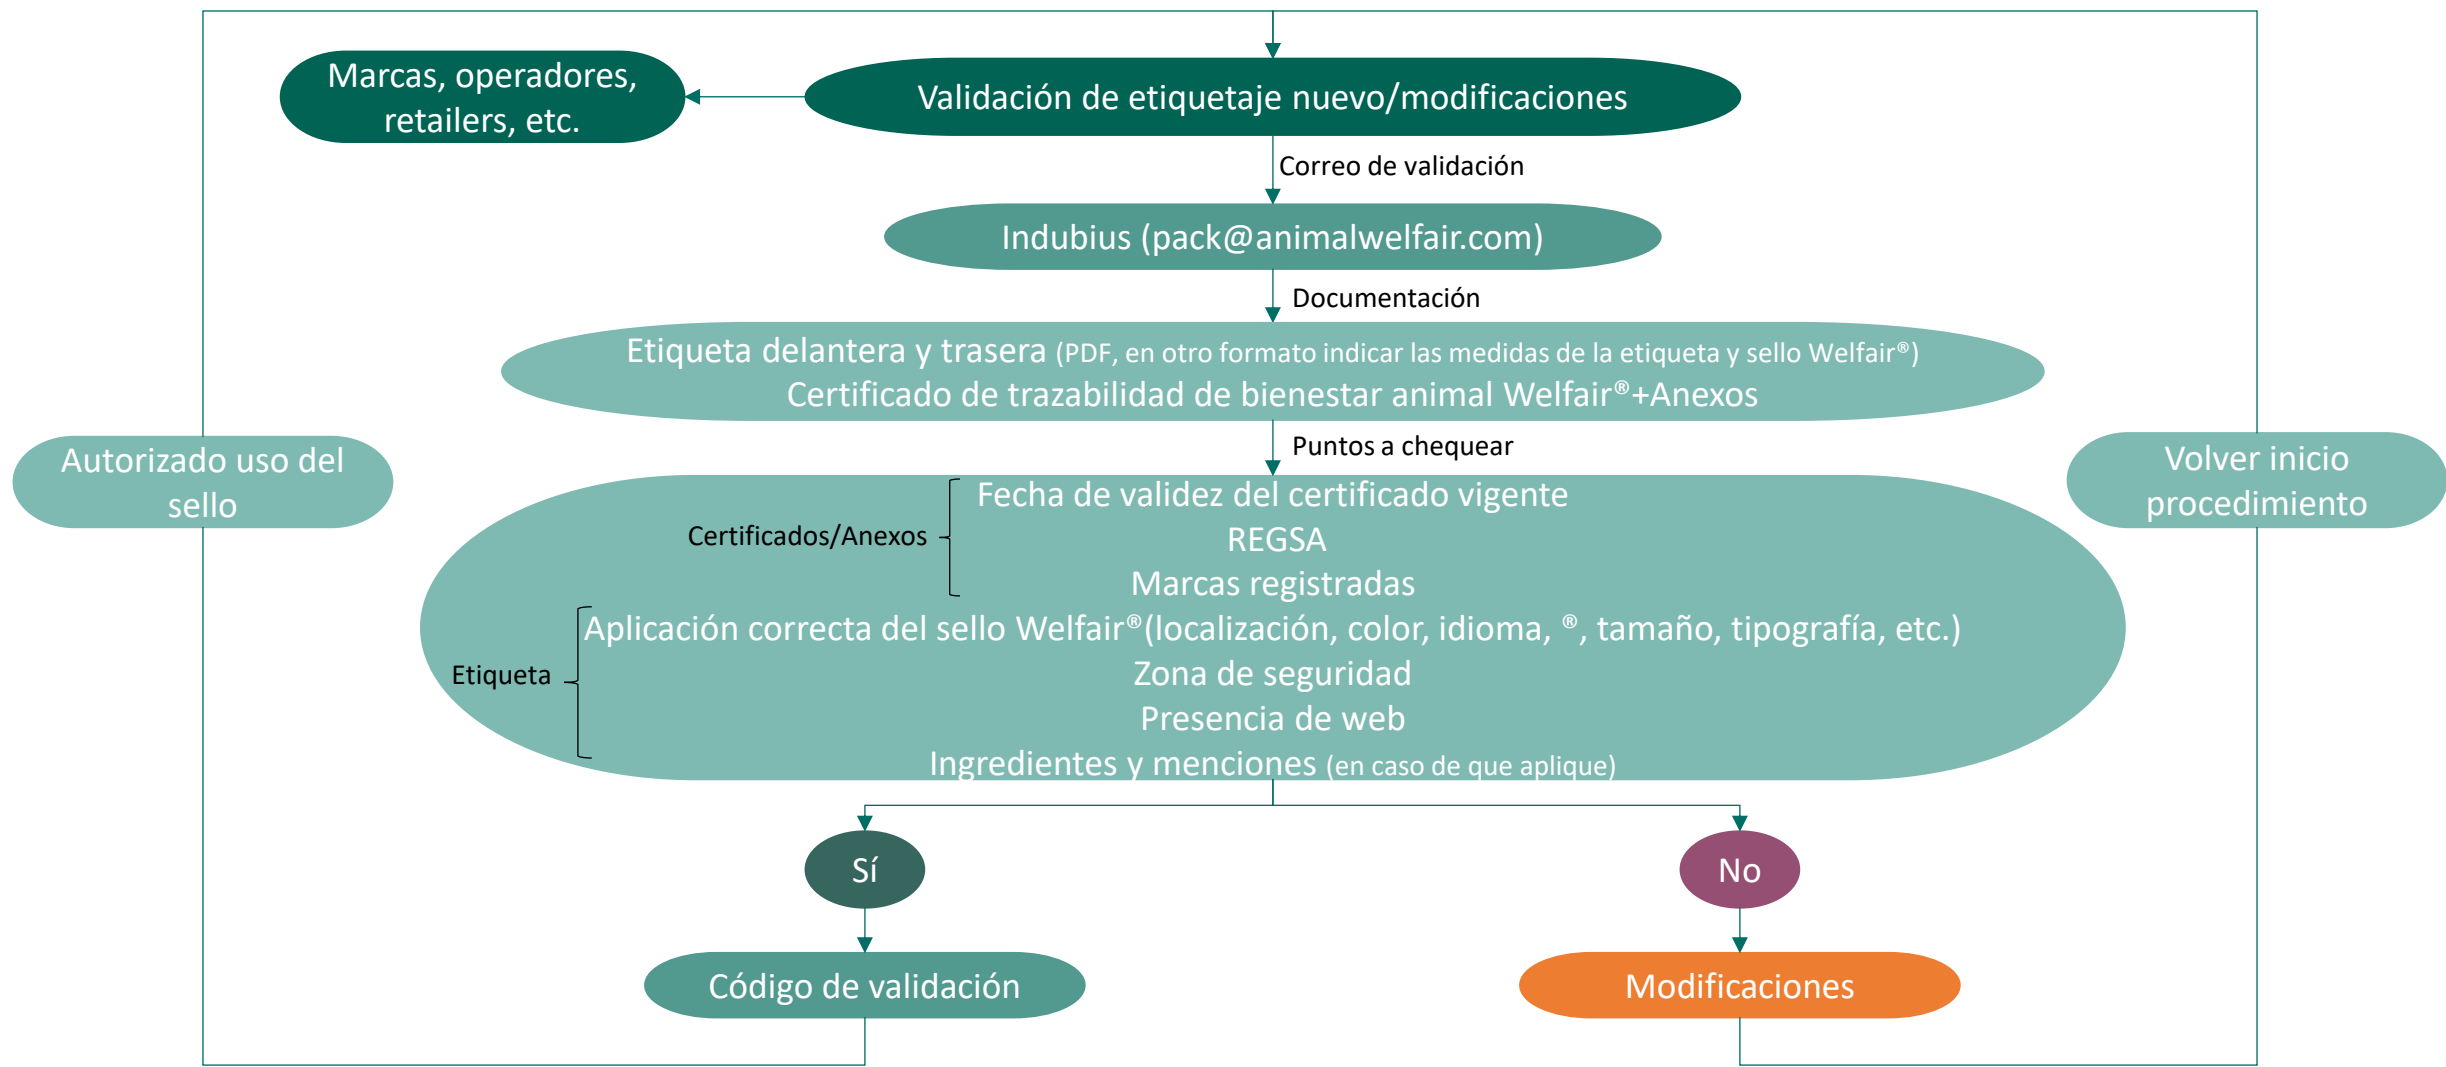 Marcas, operadores,
retailers, etc.
Validación de etiquetaje nuevo/modificaciones
Correo de validación
Indubius (pack@animalwelfair.com)
Documentación
Etiqueta delantera y trasera (PDF, en otro formato indicar las medidas de la etiqueta y sello Welfair®)
Certificado de trazabilidad de bienestar animal Welfair®+Anexos
Puntos a chequear
Autorizado uso del
sello
Volver inicio
procedimiento
Certificados/Anexos
Fecha de validez del certificado vigente
REGSA
Marcas registradas
Etiqueta
Aplicación correcta del sello Welfair®(localización, color, idioma, ®, tamaño, tipografía, etc.)
Zona de seguridad
Presencia de web
Ingredientes y menciones (en caso de que aplique)
Sí
No
Código de validación
Modificaciones